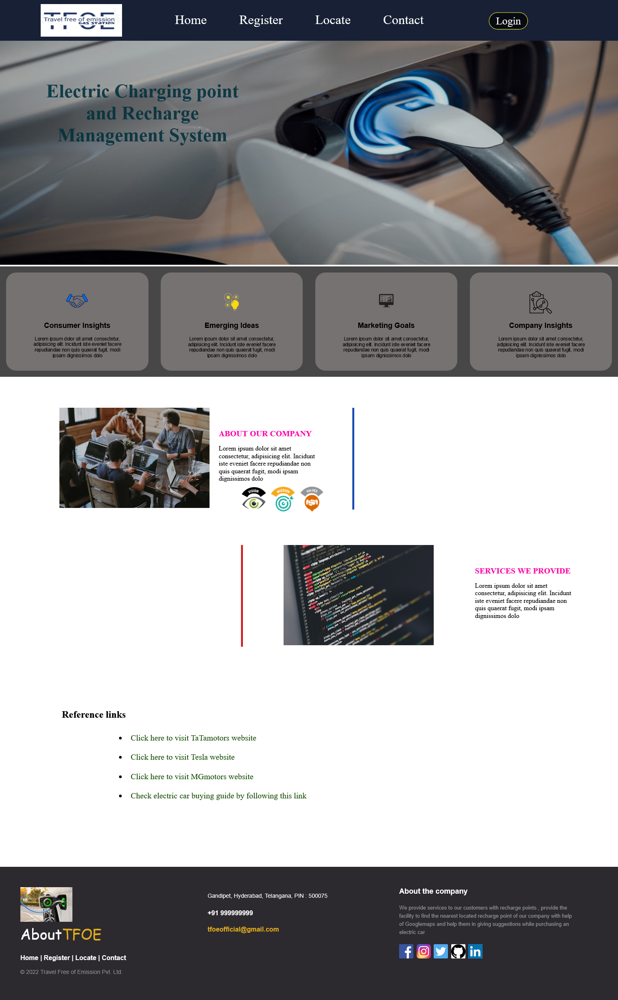 TFOE
Travel free of emission
GAS STATION
Home Register Locate Contact Login
Electric Charging point
and Recharge
Management System
Consumer Insights
Lorem ipsum dolor sit amet consectetur,
adipisicing elit. Incidunt iste eveniet facere
repudiandae non quis quaerat fugit, modi
ipsam dignissimos dolo
Emerging Ideas
Lorem ipsum dolor sit amet consectetur,
adipisicing elit. Incidunt iste eveniet facere
repudiandae non quis quaerat fugit, modi
ipsam dignissimos dolo
Marketing Goals
Lorem ipsum dolor sit amet consectetur,
adipisicing elit. Incidunt iste eveniet facere
repudiandae non quis quaerat fugit, modi
ipsam dignissimos dolo
Company Insights
Lorem ipsum dolor sit amet consectetur,
adipisicing elit. Incidunt iste eveniet facere
repudiandae non quis quaerat fugit, modi
ipsam dignissimos dolo
ABOUT OUR COMPANY
Lorem ipsum dolor sit amet
consectetur, adipisicing elit. Incidunt
iste eveniet facere repudiandae non
quis quaerat fugit, modi ipsam
dignissimos dolo
VISION MISSION VALUES
SERVICES WE PROVIDE
Lorem ipsum dolor sit amet
consectetur, adipisicing elit. Incidunt
iste eveniet facere repudiandae non
quis quaerat fugit, modi ipsam
dignissimos dolo
Reference links
• Click here to visit TaTamotors website
• Click here to visit Tesla website
• Click here to visit MGmotors website
• Check electric car buying guide by following this link
AboutTFOE
Home | Register | Locate | Contact
© 2022 Travel Free of Emission Pvt. Ltd.
Gandipet, Hyderabad, Telangana, PIN : 500075
+91 999999999
tfoeofficial@gmail.com
About the company
We provide services to our customers with recharge points , provide the
facility to find the nearest located recharge point of our company with help
of Googlemaps and help them in giving suggestions while purchasing an
electric car